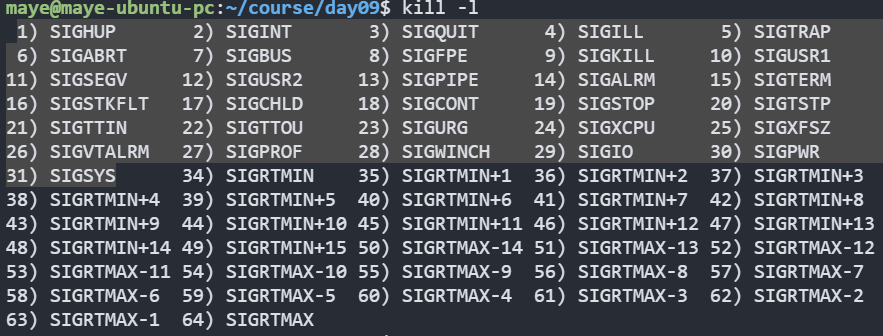 maye@maye-ubuntu-pc:~/course/day09$ kill -l
1) SIGHUP 2) SIGINT 3) SIGQUIT 4) SIGILL 5) SIGTRAP
6) SIGABRT 7) SIGBUS 8) SIGFPE 9) SIGKILL 10) SIGUSR1
11) SIGSEGV 12) SIGUSR2 13) SIGPIPE 14) SIGALRM 15) SIGTERM
16) SIGSTKFLT 17) SIGCHLD 18) SIGCONT 19) SIGSTOP 20) SIGTSTP
21) SIGTTIN 22) SIGTTOU 23) SIGURG 24) SIGXCPU 25) SIGXFSZ
26) SIGVTALRM 27) SIGPROF 28) SIGWINCH 29) SIGIO 30) SIGPWR
31) SIGSYS 34) SIGRTMIN 35) SIGRTMIN+1 36) SIGRTMIN+2 37) SIGRTMIN+3
38) SIGRTMIN+4 39) SIGRTMIN+5 40) SIGRTMIN+6 41) SIGRTMIN+7 42) SIGRTMIN+8
43) SIGRTMIN+9 44) SIGRTMIN+10 45) SIGRTMIN+11 46) SIGRTMIN+12 47) SIGRTMIN+13
48) SIGRTMIN+14 49) SIGRTMIN+15 50) SIGRTMAX-14 51) SIGRTMAX-13 52) SIGRTMAX-12
53) SIGRTMAX-11 54) SIGRTMAX-10 55) SIGRTMAX-9 56) SIGRTMAX-8 57) SIGRTMAX-7
58) SIGRTMAX-6 59) SIGRTMAX-5 60) SIGRTMAX-4 61) SIGRTMAX-3 62) SIGRTMAX-2
63) SIGRTMAX-1 64) SIGRTMAX